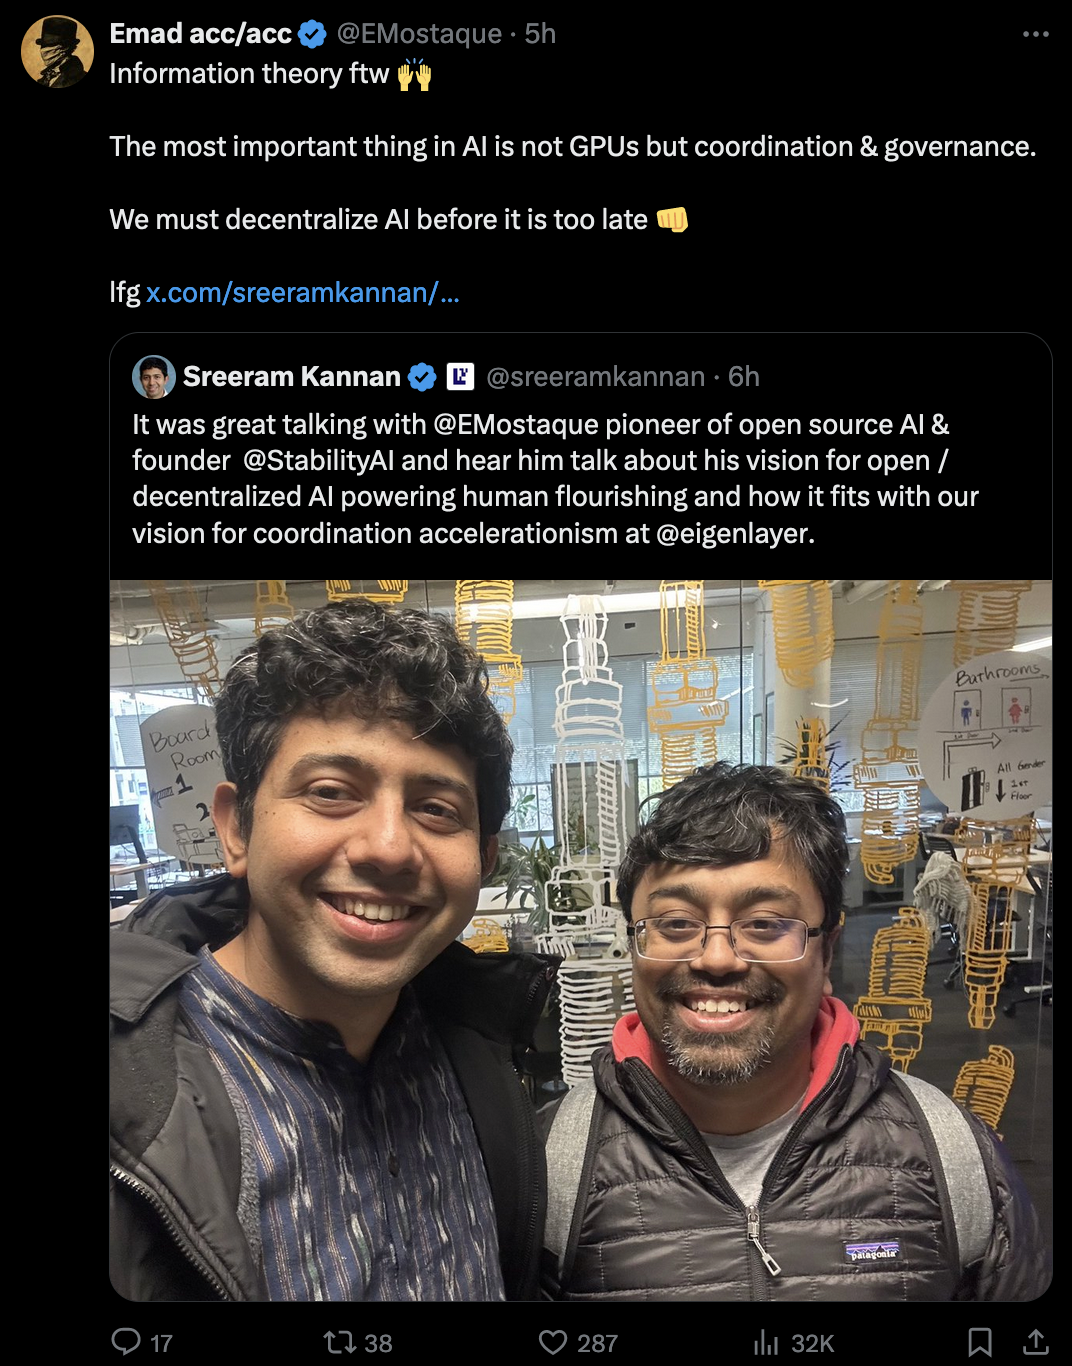 Emad acc/acc @EMostaque · 5h
Information theory ftw 🙌
The most important thing in AI is not GPUs but coordination & governance.
We must decentralize AI before it is too late 👊
lfg x.com/sreeramkannan/...
Sreeram Kannan @sreeramkannan · 6h
It was great talking with @EMostaque pioneer of open source AI &
founder @StabilityAI and hear him talk about his vision for open /
decentralized AI powering human flourishing and how it fits with our
vision for coordination accelerationism at @eigenlayer.
Bathrooms
Board
Room
1
2
All Gender
1st
Floor
patagonia
17 38 287 32K